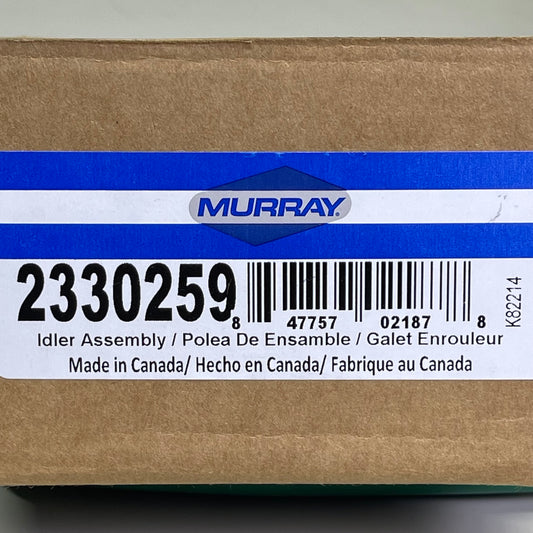 MURRAY®
2330259
8 47757 02187 8
K82214
Idler Assembly / Polea De Ensamble / Galet Enrouleur
Made in Canada/ Hecho en Canada/ Fabrique au Canada